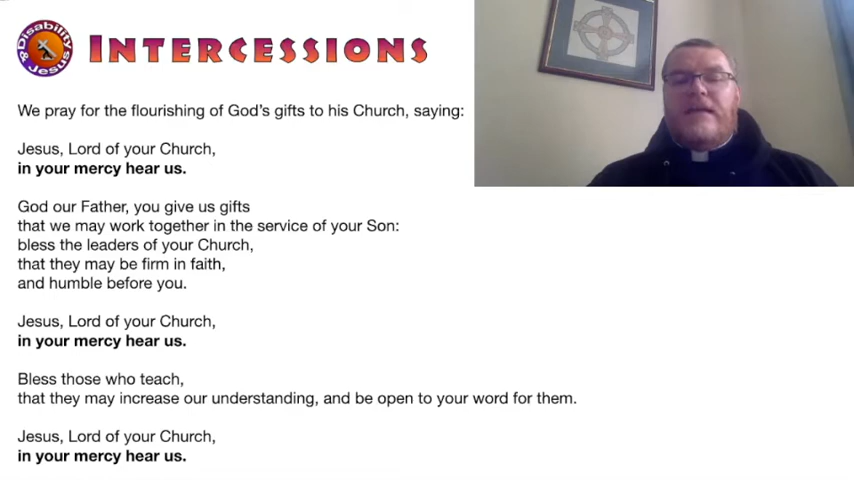 Disability
& Jesus
INTERCESSIONS
We pray for the flourishing of God's gifts to his Church, saying:
Jesus, Lord of your Church,
in your mercy hear us.
God our Father, you give us gifts
that we may work together in the service of your Son:
bless the leaders of your Church,
that they may be firm in faith,
and humble before you.
Jesus, Lord of your Church,
in your mercy hear us.
Bless those who teach,
that they may increase our understanding, and be open to your word for them.
Jesus, Lord of your Church,
in your mercy hear us.